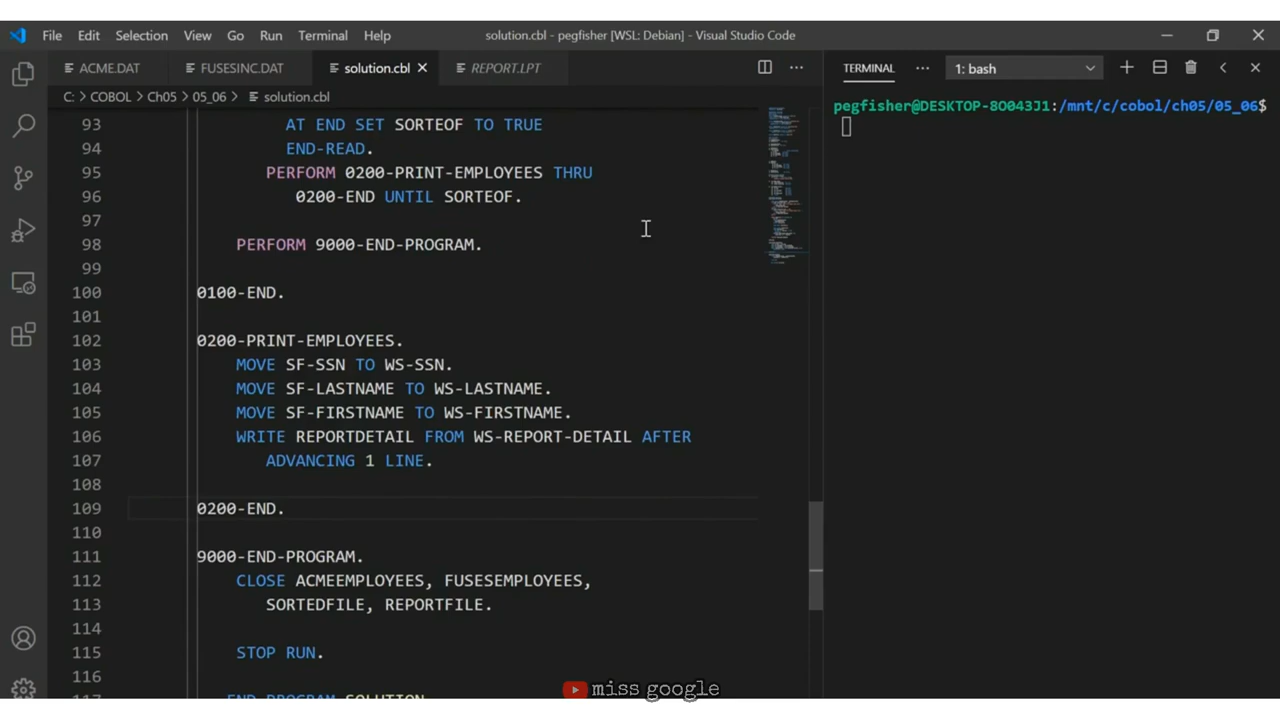 File Edit Selection View Go Run Terminal Help solution.cbl - pegfisher [WSL: Debian] - Visual Studio Code
ACME.DAT FUSESINC.DAT solution.cbl REPORT.LPT TERMINAL 1: bash
C: > COBOL > Ch05 > 05_06 > solution.cbl
pegfisher@DESKTOP-8O043J1:/mnt/c/cobol/ch05/05_06$
93 AT END SET SORTEOF TO TRUE
94 END-READ.
95 PERFORM 0200-PRINT-EMPLOYEES THRU
96 0200-END UNTIL SORTEOF.
97
98 PERFORM 9000-END-PROGRAM.
99
100 0100-END.
101
102 0200-PRINT-EMPLOYEES.
103 MOVE SF-SSN TO WS-SSN.
104 MOVE SF-LASTNAME TO WS-LASTNAME.
105 MOVE SF-FIRSTNAME TO WS-FIRSTNAME.
106 WRITE REPORTDETAIL FROM WS-REPORT-DETAIL AFTER
107 ADVANCING 1 LINE.
108
109 0200-END.
110
111 9000-END-PROGRAM.
112 CLOSE ACMEEMPLOYEES, FUSESEMPLOYEES,
113 SORTEDFILE, REPORTFILE.
114
115 STOP RUN.
116
117 END PROGRAM SOLUTION
miss google